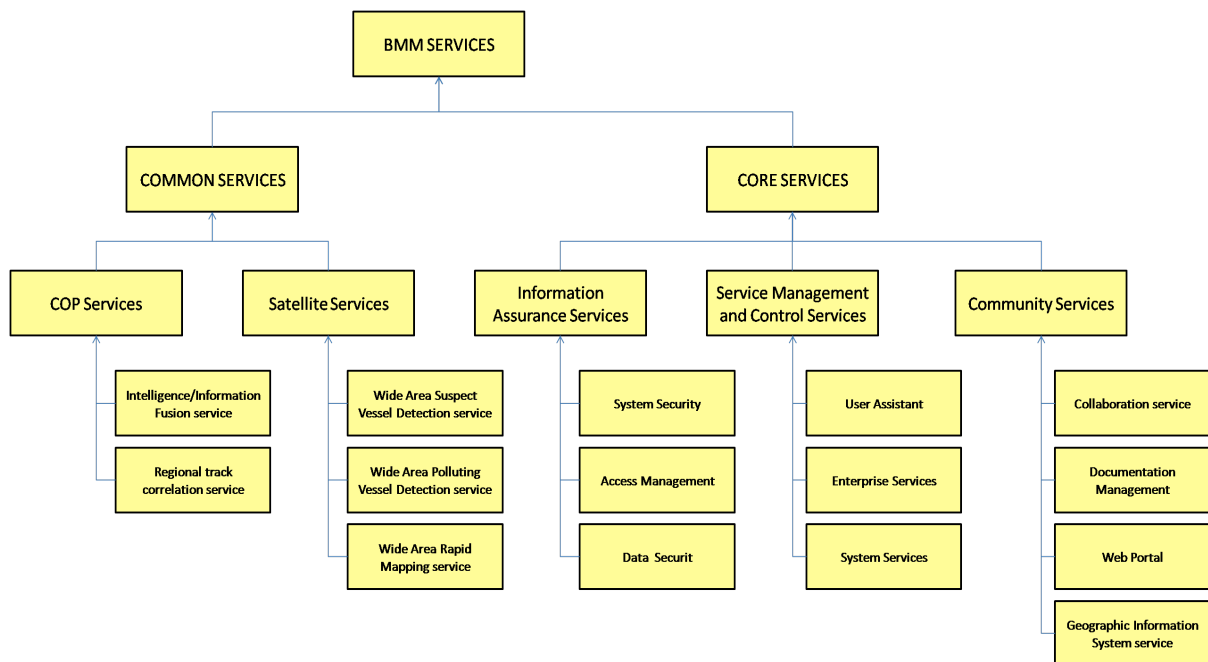 BMM SERVICES
COMMON SERVICES
CORE SERVICES
COP Services
Satellite Services
Information
Assurance Services
Service Management
and Control Services
Community Services
Intelligence/Information
Fusion service
Regional track
correlation service
Wide Area Suspect
Vessel Detection service
Wide Area Polluting
Vessel Detection service
Wide Area Rapid
Mapping service
System Security
Access Management
Data Securit
User Assistant
Enterprise Services
System Services
Collaboration service
Documentation
Management
Web Portal
Geographic Information
System service